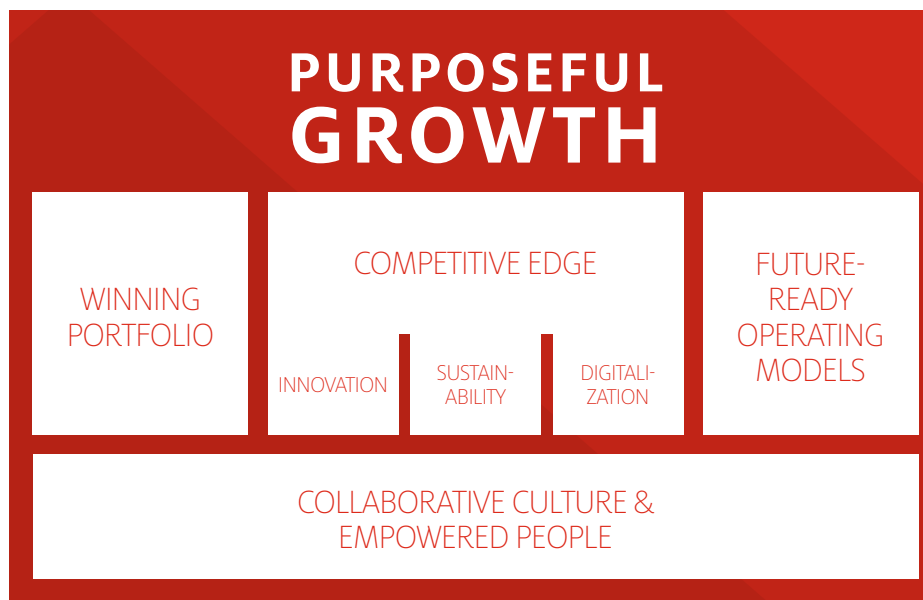 PURPOSEFUL
GROWTH
WINNING
PORTFOLIO
COMPETITIVE EDGE
INNOVATION
SUSTAIN-
ABILITY
DIGITALI-
ZATION
FUTURE-
READY
OPERATING
MODELS
COLLABORATIVE CULTURE &
EMPOWERED PEOPLE